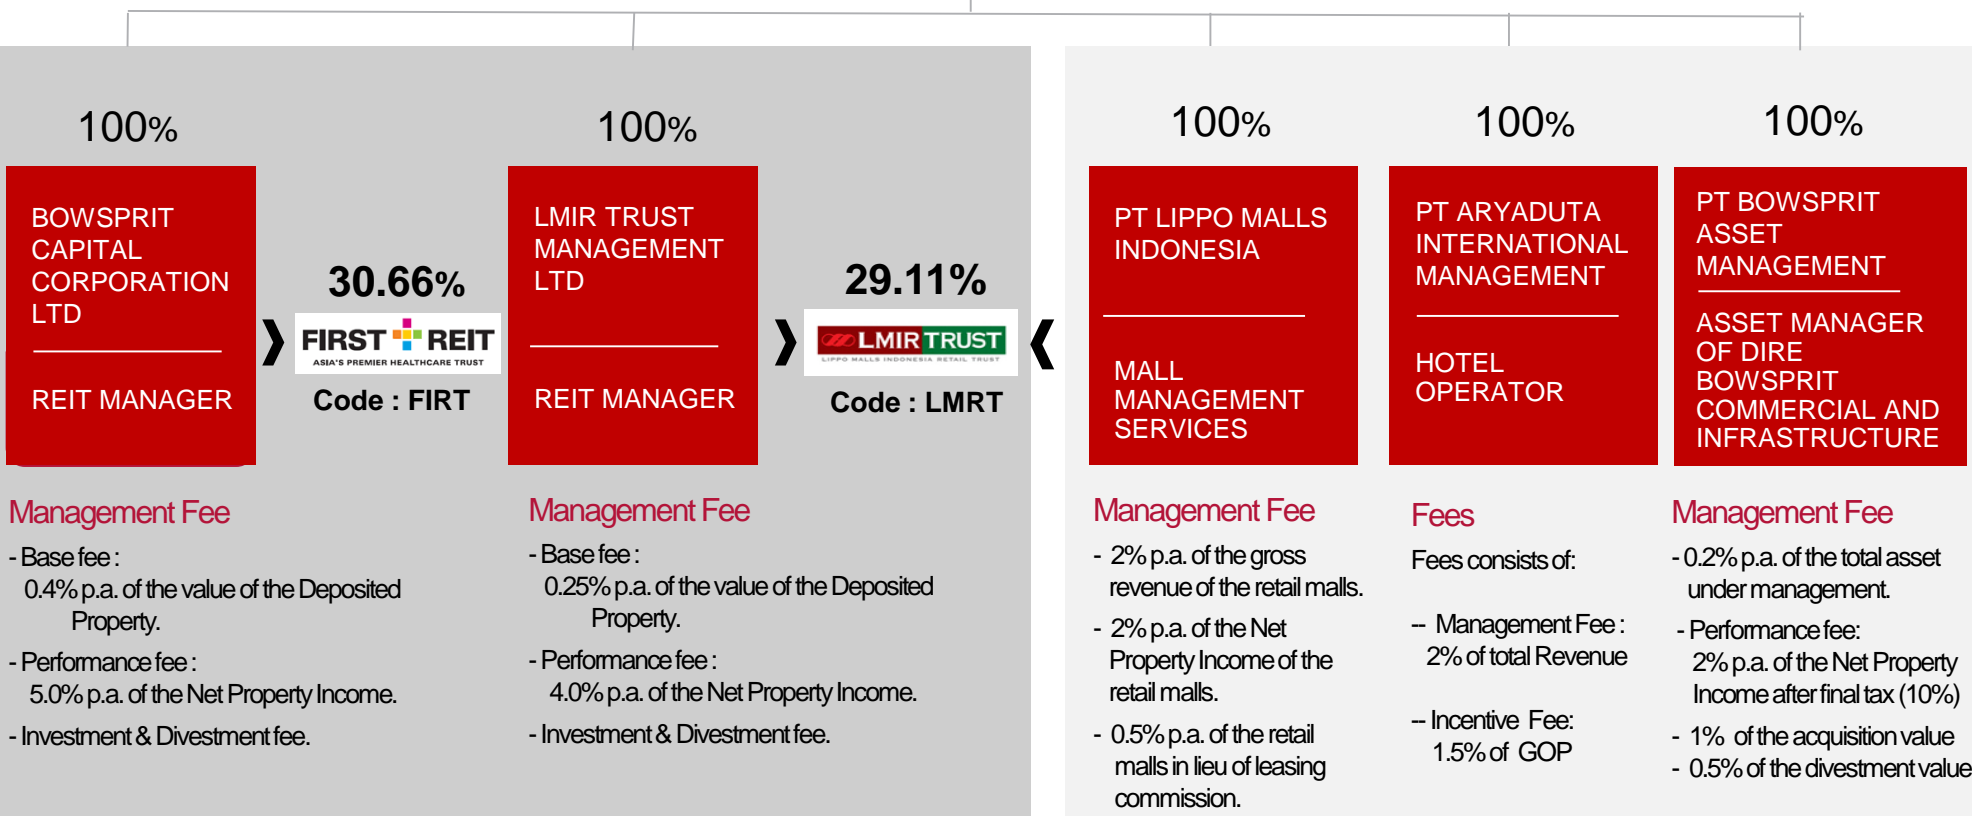 100%
BOWSPRIT
CAPITAL
CORPORATION
LTD
REIT MANAGER
30.66%
FIRST REIT
ASIA'S PREMIER HEALTHCARE TRUST
Code : FIRT
Management Fee
- Base fee :
0.4% p.a. of the value of the Deposited
Property.
- Performance fee :
5.0% p.a. of the Net Property Income.
- Investment & Divestment fee.
100%
LMIR TRUST
MANAGEMENT
LTD
REIT MANAGER
29.11%
LMIR TRUST
LIPPO MALLS INDONESIA RETAIL TRUST
Code : LMRT
Management Fee
- Base fee :
0.25% p.a. of the value of the Deposited
Property.
- Performance fee :
4.0% p.a. of the Net Property Income.
- Investment & Divestment fee.
100%
PT LIPPO MALLS
INDONESIA
MALL
MANAGEMENT
SERVICES
Management Fee
- 2% p.a. of the gross
revenue of the retail malls.
- 2% p.a. of the Net
Property Income of the
retail malls.
- 0.5% p.a. of the retail
malls in lieu of leasing
commission.
100%
PT ARYADUTA
INTERNATIONAL
MANAGEMENT
HOTEL
OPERATOR
Fees
Fees consists of:
-- Management Fee :
2% of total Revenue
-- Incentive Fee:
1.5% of GOP
100%
PT BOWSPRIT
ASSET
MANAGEMENT
ASSET MANAGER
OF DIRE
BOWSPRIT
COMMERCIAL AND
INFRASTRUCTURE
Management Fee
- 0.2% p.a. of the total asset
under management.
- Performance fee:
2% p.a. of the Net Property
Income after final tax (10%)
- 1% of the acquisition value
- 0.5% of the divestment value